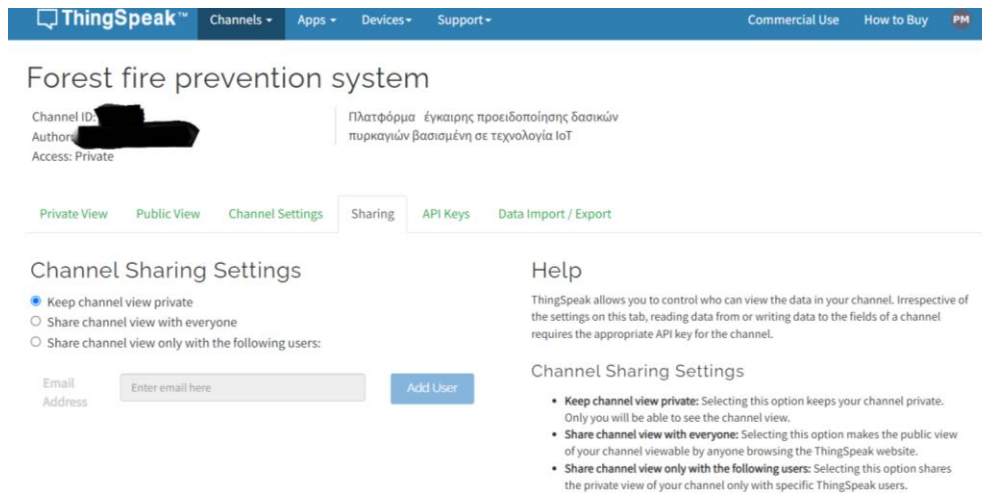 ThingSpeak™ Channels Apps Devices Support Commercial Use How to Buy PM
Forest fire prevention system
Channel ID:
Author:
Access: Private
Πλατφόρμα έγκαιρης προειδοποίησης δασικών
πυρκαγιών βασισμένη σε τεχνολογία IoT
Private View Public View Channel Settings Sharing API Keys Data Import / Export
Channel Sharing Settings
Keep channel view private
Share channel view with everyone
Share channel view only with the following users:
Email
Address
Enter email here
Add User
Help
ThingSpeak allows you to control who can view the data in your channel. Irrespective of
the settings on this tab, reading data from or writing data to the fields of a channel
requires the appropriate API key for the channel.
Channel Sharing Settings
• Keep channel view private: Selecting this option keeps your channel private.
Only you will be able to see the channel view.
• Share channel view with everyone: Selecting this option makes the public view
of your channel viewable by anyone browsing the ThingSpeak website.
• Share channel view only with the following users: Selecting this option shares
the private view of your channel only with specific ThingSpeak users.